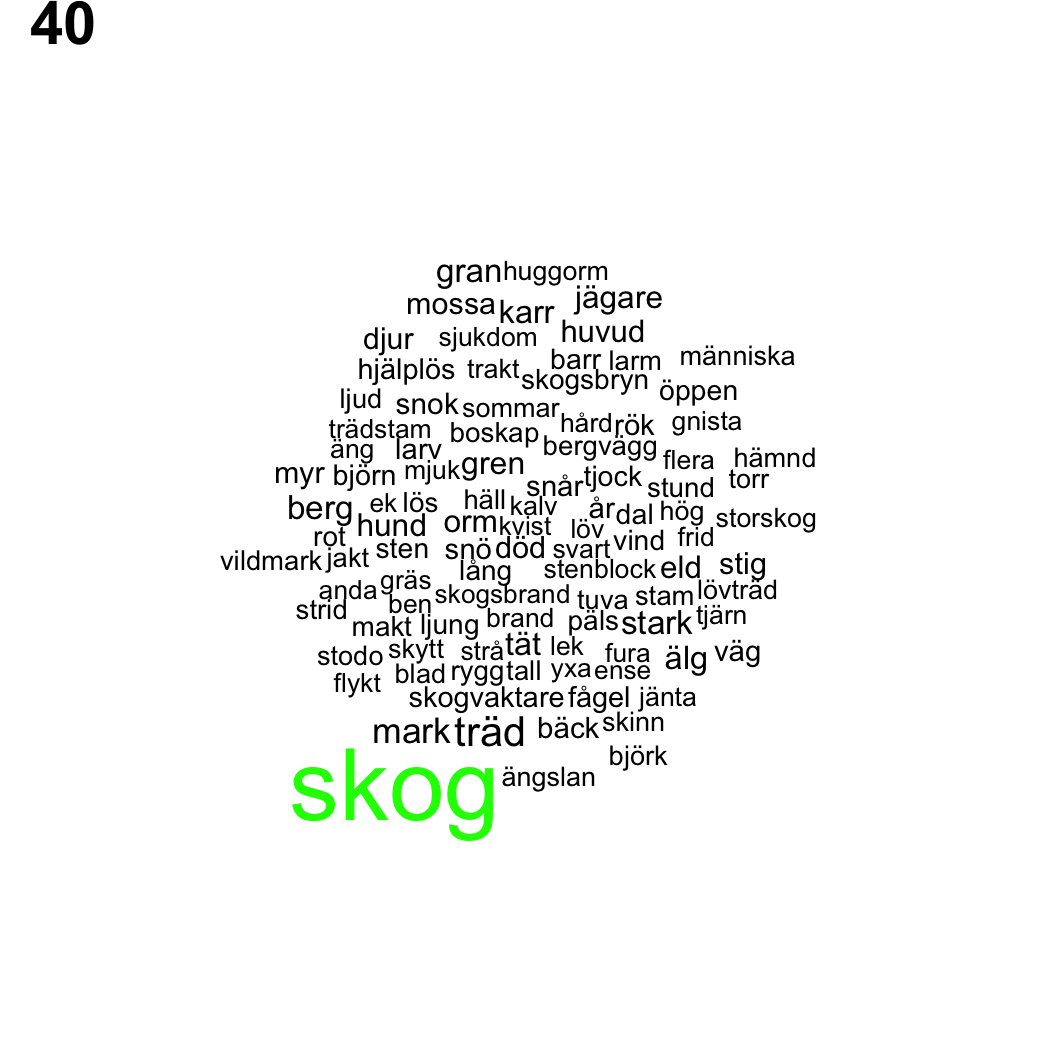 40
gran huggorm
mossa karr jägare
djur sjukdom huvud
hjälplös trakt barr larm människa
skogsbryn öppen
ljud snok sommar hård rök gnista
trädstam boskap bergvägg
äng larv mjuk gren flera hämnd
myr björn snår tjock stund torr
berg ek lös häll kalv år dal hög storskog
rot hund orm kvist löv vind frid
vildmark jakt sten snö död svart
lång stenblock eld stig
anda gräs skogsbrand tuva stam lövträd
strid ben brand päls stark tjärn
makt ljung
stodo skytt strå tät lek fura älg väg
flykt blad rygg tall yxa ense
skogvaktare fågel jänta
mark träd bäck skinn
björk
skog ängslan